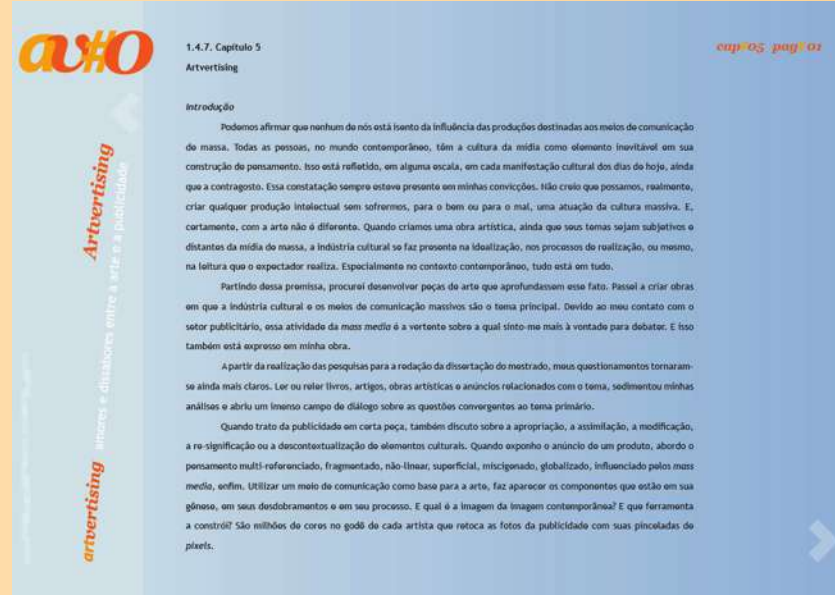 av#0
cap#05 pag#01
1.4.7. Capítulo 5
Artvertising
Introdução
Podemos afirmar que nenhum de nós está isento da influência das produções destinadas aos meios de comunicação
de massa. Todas as pessoas, no mundo contemporâneo, têm a cultura da mídia como elemento inevitável em sua
construção de pensamento. Isso está refletido, em alguma escala, em cada manifestação cultural dos dias de hoje, ainda
que a contragosto. Essa constatação sempre esteve presente em minhas convicções. Não creio que possamos, realmente,
criar qualquer produção intelectual sem sofrermos, para o bem ou para o mal, uma atuação da cultura massiva. E,
certamente, com a arte não é diferente. Quando criamos uma obra artística, ainda que seus temas sejam subjetivos e
distantes da mídia de massa, a indústria cultural se faz presente na idealização, nos processos de realização, ou mesmo,
na leitura que o expectador realiza. Especialmente no contexto contemporâneo, tudo está em tudo.
Partindo dessa premissa, procurei desenvolver peças de arte que aprofundassem esse fato. Passei a criar obras
em que a indústria cultural e os meios de comunicação massivos são o tema principal. Devido ao meu contato com o
setor publicitário, essa atividade da mass media é a vertente sobre a qual sinto-me mais à vontade para debater. E isso
também está expresso em minha obra.
A partir da realização das pesquisas para a redação da dissertação do mestrado, meus questionamentos tornaram-
se ainda mais claros. Ler ou reler livros, artigos, obras artísticas e anúncios relacionados com o tema, sedimentou minhas
análises e abriu um imenso campo de diálogo sobre as questões convergentes ao tema primário.
Quando trato da publicidade em certa peça, também discuto sobre a apropriação, a assimilação, a modificação,
a re-significação ou a descontextualização de elementos culturais. Quando exponho o anúncio de um produto, abordo o
pensamento multi-referenciado, fragmentado, não-linear, superficial, miscigenado, globalizado, influenciado pelos mass
media, enfim. Utilizar um meio de comunicação como base para a arte, faz aparecer os componentes que estão em sua
gênese, em seus desdobramentos e em seu processo. E qual é a imagem da imagem contemporânea? E que ferramenta
a constrói? São milhões de cores no godê de cada artista que retoca as fotos da publicidade com suas pinceladas de
pixels.
Artvertising
artvertising amores e dissabores entre a arte e a publicidade